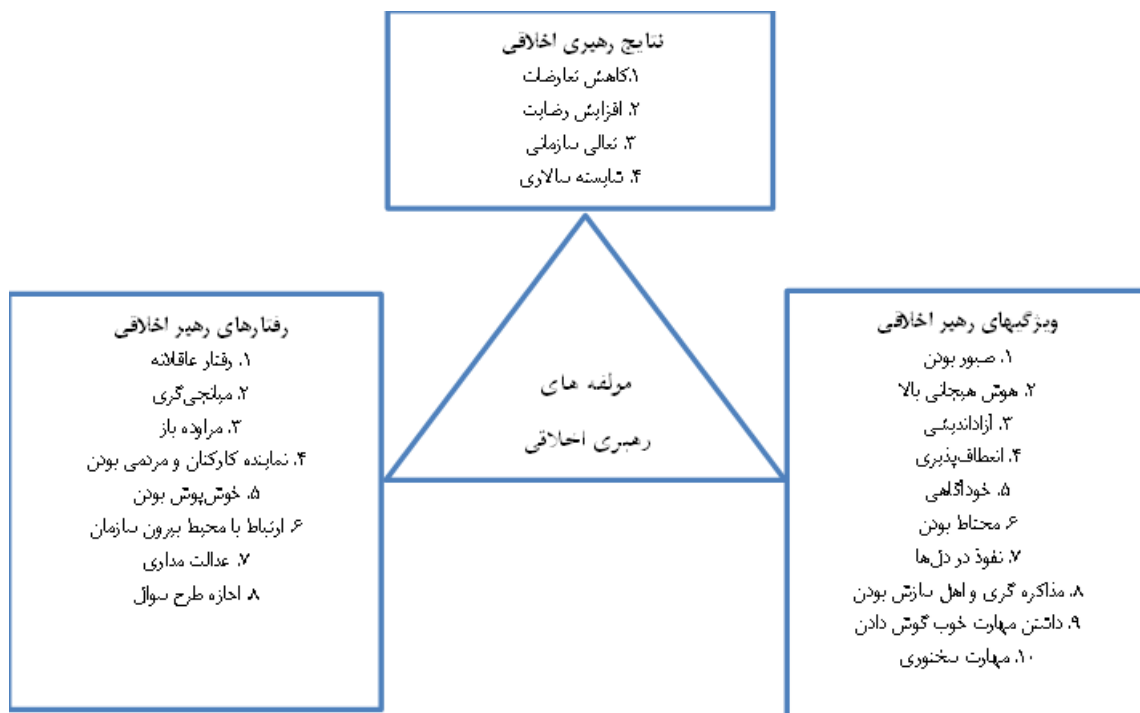 نتایج رهبری اخلاقی
۱.کاهش تعارضات
۲. افزایش رضایت
۳. تعالی سازمانی
۴. شایسته سالاری
ویژگیهای رهبر اخلاقی
۱. صبور بودن
۲. هوش هیجانی بالا
۳. آزاداندیشی
۴. انعطاف‌پذیری
۵. خودآگاهی
۶. محتاط بودن
۷. نفوذ در دل‌ها
۸. مذاکره گری و اهل سازش بودن
۹. داشتن مهارت خوب گوش دادن
۱۰. مهارت سخنوری
مولفه های
رهبری اخلاقی
رفتارهای رهبر اخلاقی
۱. رفتار عاقلانه
۲. میانجی‌گری
۳. مراوده باز
۴. نماینده کارکنان و مردمی بودن
۵. خوش‌پوش بودن
۶. ارتباط با محیط بیرون سازمان
۷. عدالت مداری
۸. اجازه طرح سوال